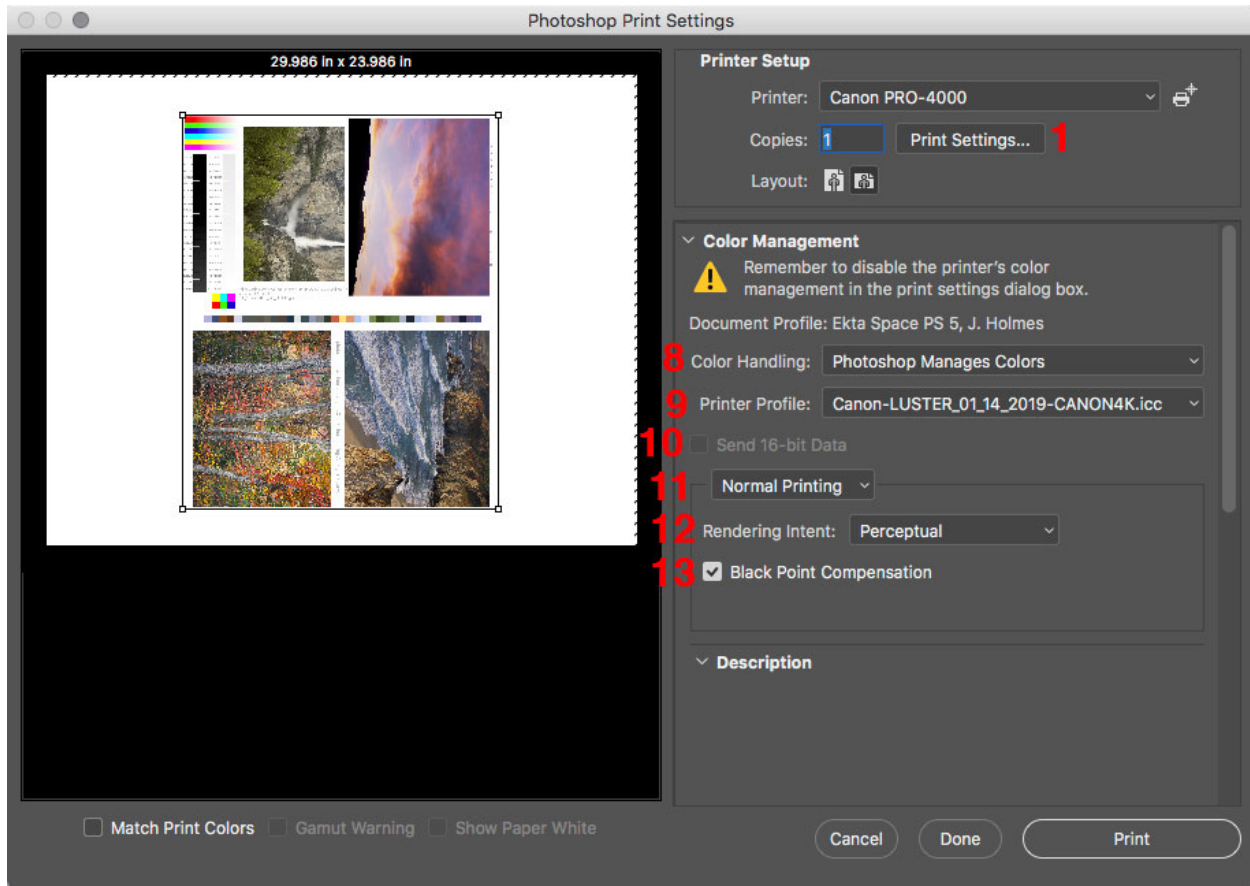 Photoshop Print Settings
29.986 in x 23.986 in
Printer Setup
Printer: Canon PRO-4000
Copies: 1 Print Settings... 1
Layout:
Color Management
Remember to disable the printer's color
management in the print settings dialog box.
Document Profile: Ekta Space PS 5, J. Holmes
8 Color Handling: Photoshop Manages Colors
9 Printer Profile: Canon-LUSTER_01_14_2019-CANON4K.icc
10 Send 16-bit Data
11 Normal Printing
12 Rendering Intent: Perceptual
13 Black Point Compensation
Description
Match Print Colors Gamut Warning Show Paper White
Cancel Done Print